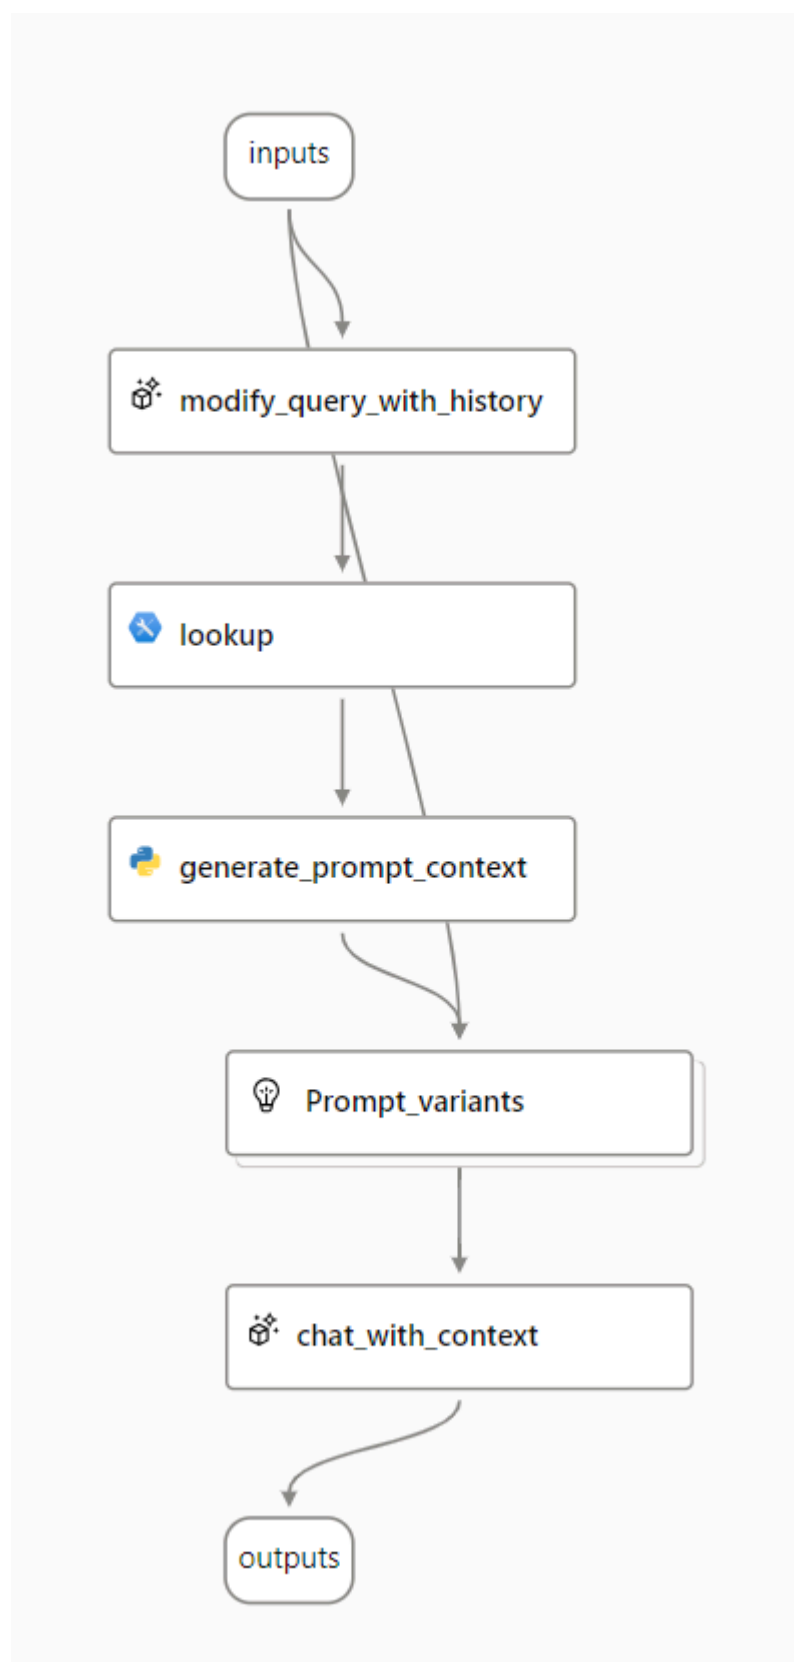 inputs
modify_query_with_history
lookup
generate_prompt_context
Prompt_variants
chat_with_context
outputs